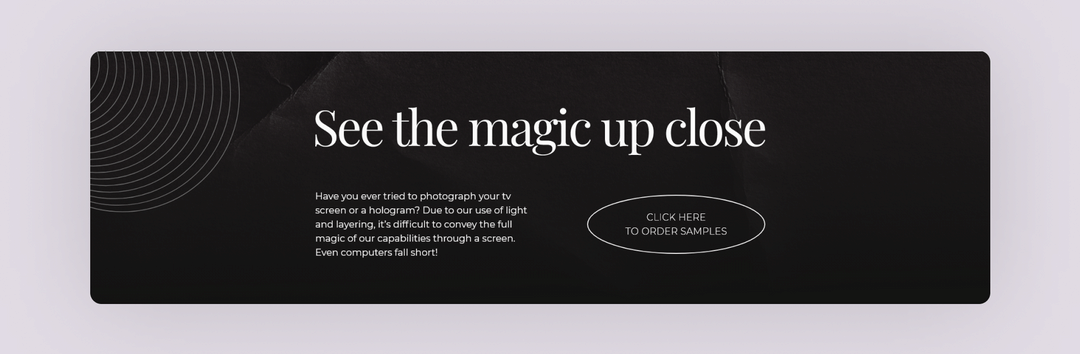 See the magic up close
Have you ever tried to photograph your tv
screen or a hologram? Due to our use of light
and layering, it's difficult to convey the full
magic of our capabilities through a screen.
Even computers fall short!
CLICK HERE
TO ORDER SAMPLES